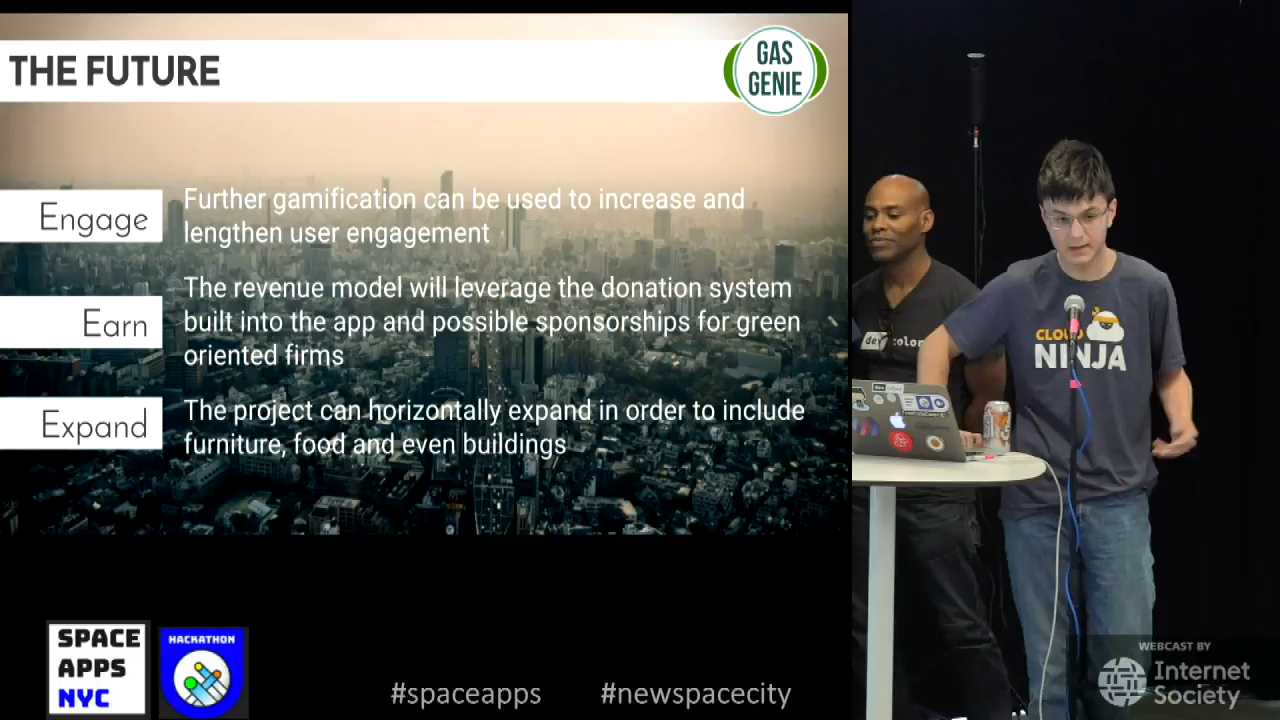 THE FUTURE
GAS
GENIE
Engage
Further gamification can be used to increase and
lengthen user engagement
Earn
The revenue model will leverage the donation system
built into the app and possible sponsorships for green
oriented firms
Expand
The project can horizontally expand in order to include
furniture, food and even buildings
dev color
CLOUD
NINJA
SPACE
APPS
NYC
HACKATHON
#spaceapps
#newspacecity
WEBCAST BY
Internet
Society